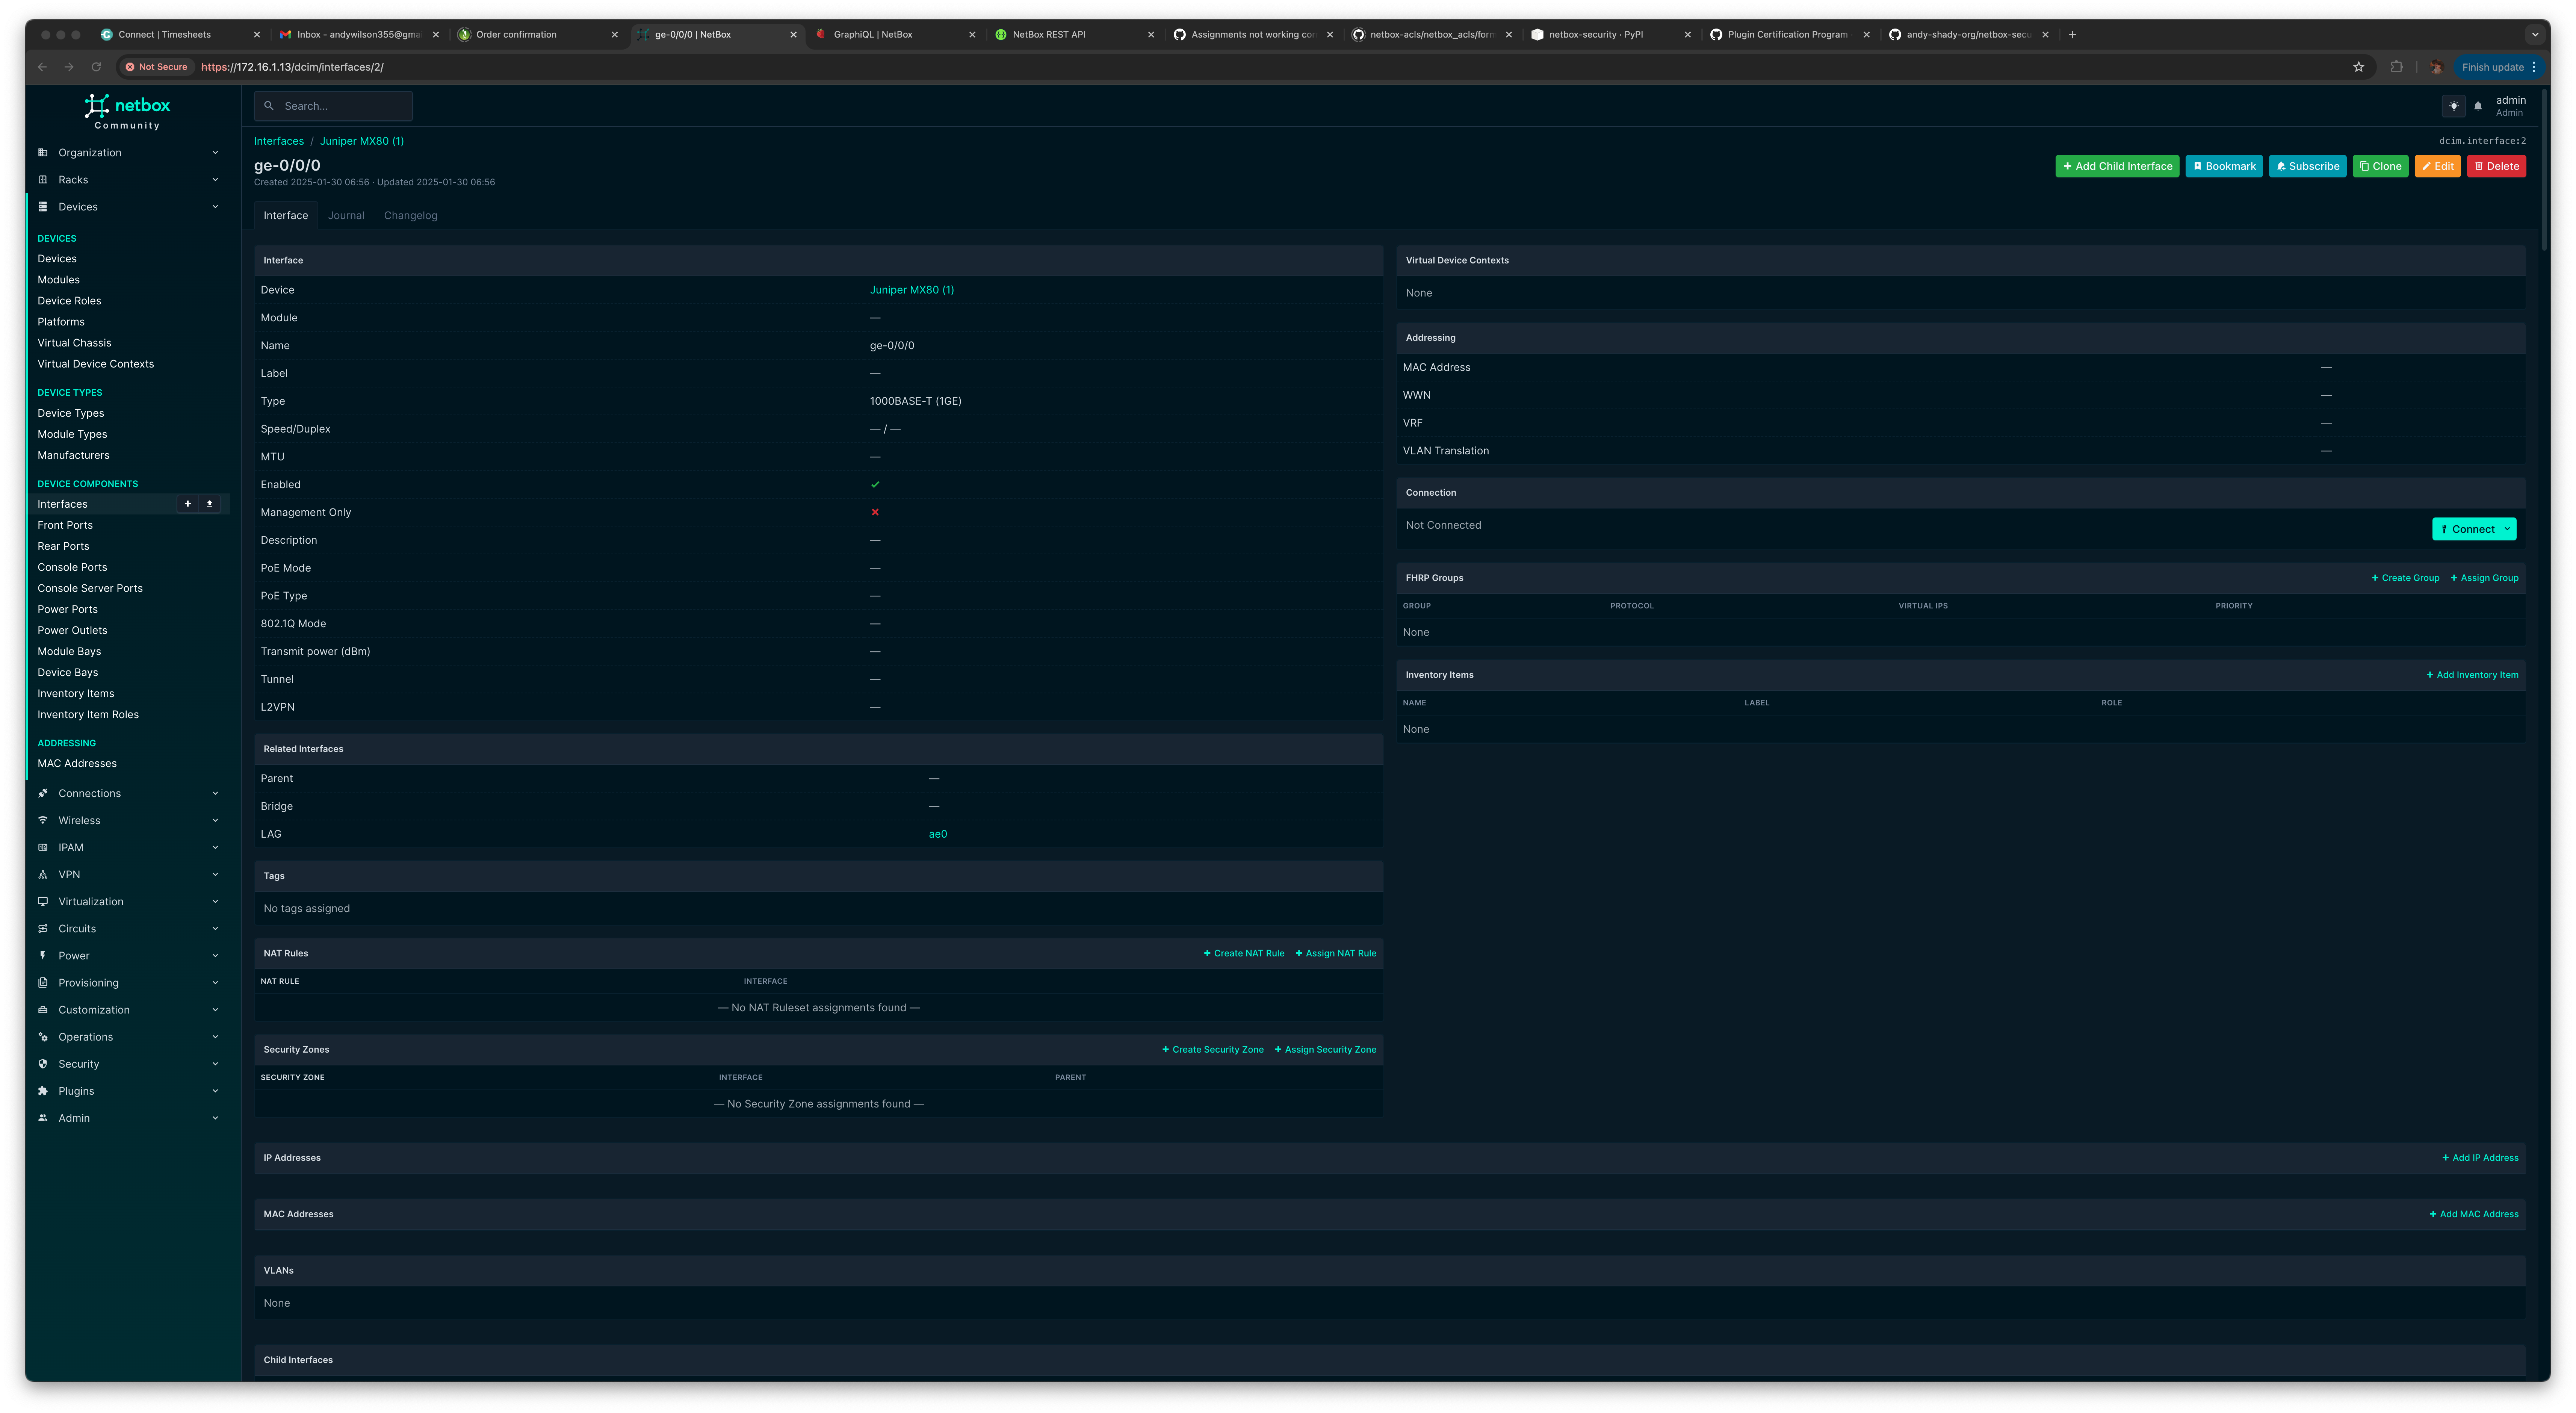 Connect | Timesheets
Inbox - andywilson355@gma
Order confirmation
ge-0/0/0 | NetBox
GraphiQL | NetBox
NetBox REST API
Assignments not working cor
netbox-acls/netbox_acls/form
netbox-security · PyPI
Plugin Certification Program
andy-shady-org/netbox-secu
Not Secure https://172.16.1.13/dcim/interfaces/2/
Finish update
netbox
Community
Search...
admin
Admin
Organization
Racks
Devices
DEVICES
Devices
Modules
Device Roles
Platforms
Virtual Chassis
Virtual Device Contexts
DEVICE TYPES
Device Types
Module Types
Manufacturers
DEVICE COMPONENTS
Interfaces
Front Ports
Rear Ports
Console Ports
Console Server Ports
Power Ports
Power Outlets
Module Bays
Device Bays
Inventory Items
Inventory Item Roles
ADDRESSING
MAC Addresses
Connections
Wireless
IPAM
VPN
Virtualization
Circuits
Power
Provisioning
Customization
Operations
Security
Plugins
Admin
Interfaces / Juniper MX80 (1)
dcim.interface:2
ge-0/0/0
Created 2025-01-30 06:56 · Updated 2025-01-30 06:56
+ Add Child Interface
Bookmark
Subscribe
Clone
Edit
Delete
Interface
Journal
Changelog
Interface
Device Juniper MX80 (1)
Module —
Name ge-0/0/0
Label —
Type 1000BASE-T (1GE)
Speed/Duplex — / —
MTU —
Enabled ✓
Management Only ✗
Description —
PoE Mode —
PoE Type —
802.1Q Mode —
Transmit power (dBm) —
Tunnel —
L2VPN —
Related Interfaces
Parent —
Bridge —
LAG ae0
Tags
No tags assigned
NAT Rules + Create NAT Rule + Assign NAT Rule
NAT RULE INTERFACE
— No NAT Ruleset assignments found —
Security Zones + Create Security Zone + Assign Security Zone
SECURITY ZONE INTERFACE PARENT
— No Security Zone assignments found —
Virtual Device Contexts
None
Addressing
MAC Address —
WWN —
VRF —
VLAN Translation —
Connection
Not Connected
Connect
FHRP Groups + Create Group + Assign Group
GROUP PROTOCOL VIRTUAL IPS PRIORITY
None
Inventory Items + Add Inventory Item
NAME LABEL ROLE
None
IP Addresses + Add IP Address
MAC Addresses + Add MAC Address
VLANs
None
Child Interfaces